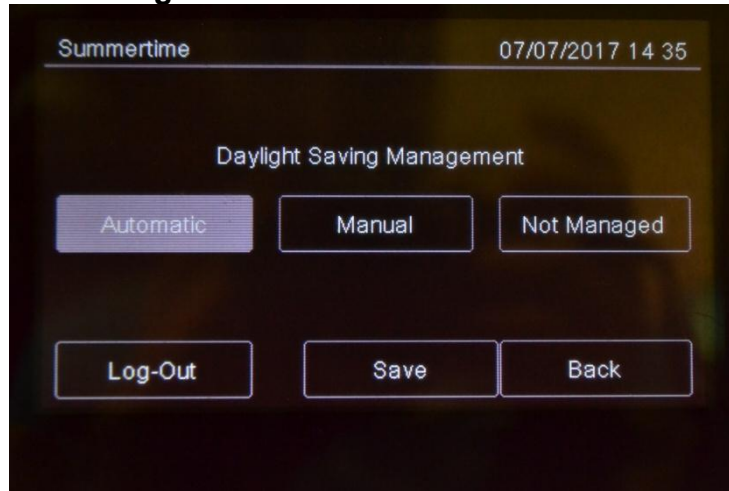 Summertime 07/07/2017 14 35
Daylight Saving Management
Automatic Manual Not Managed
Log-Out Save Back